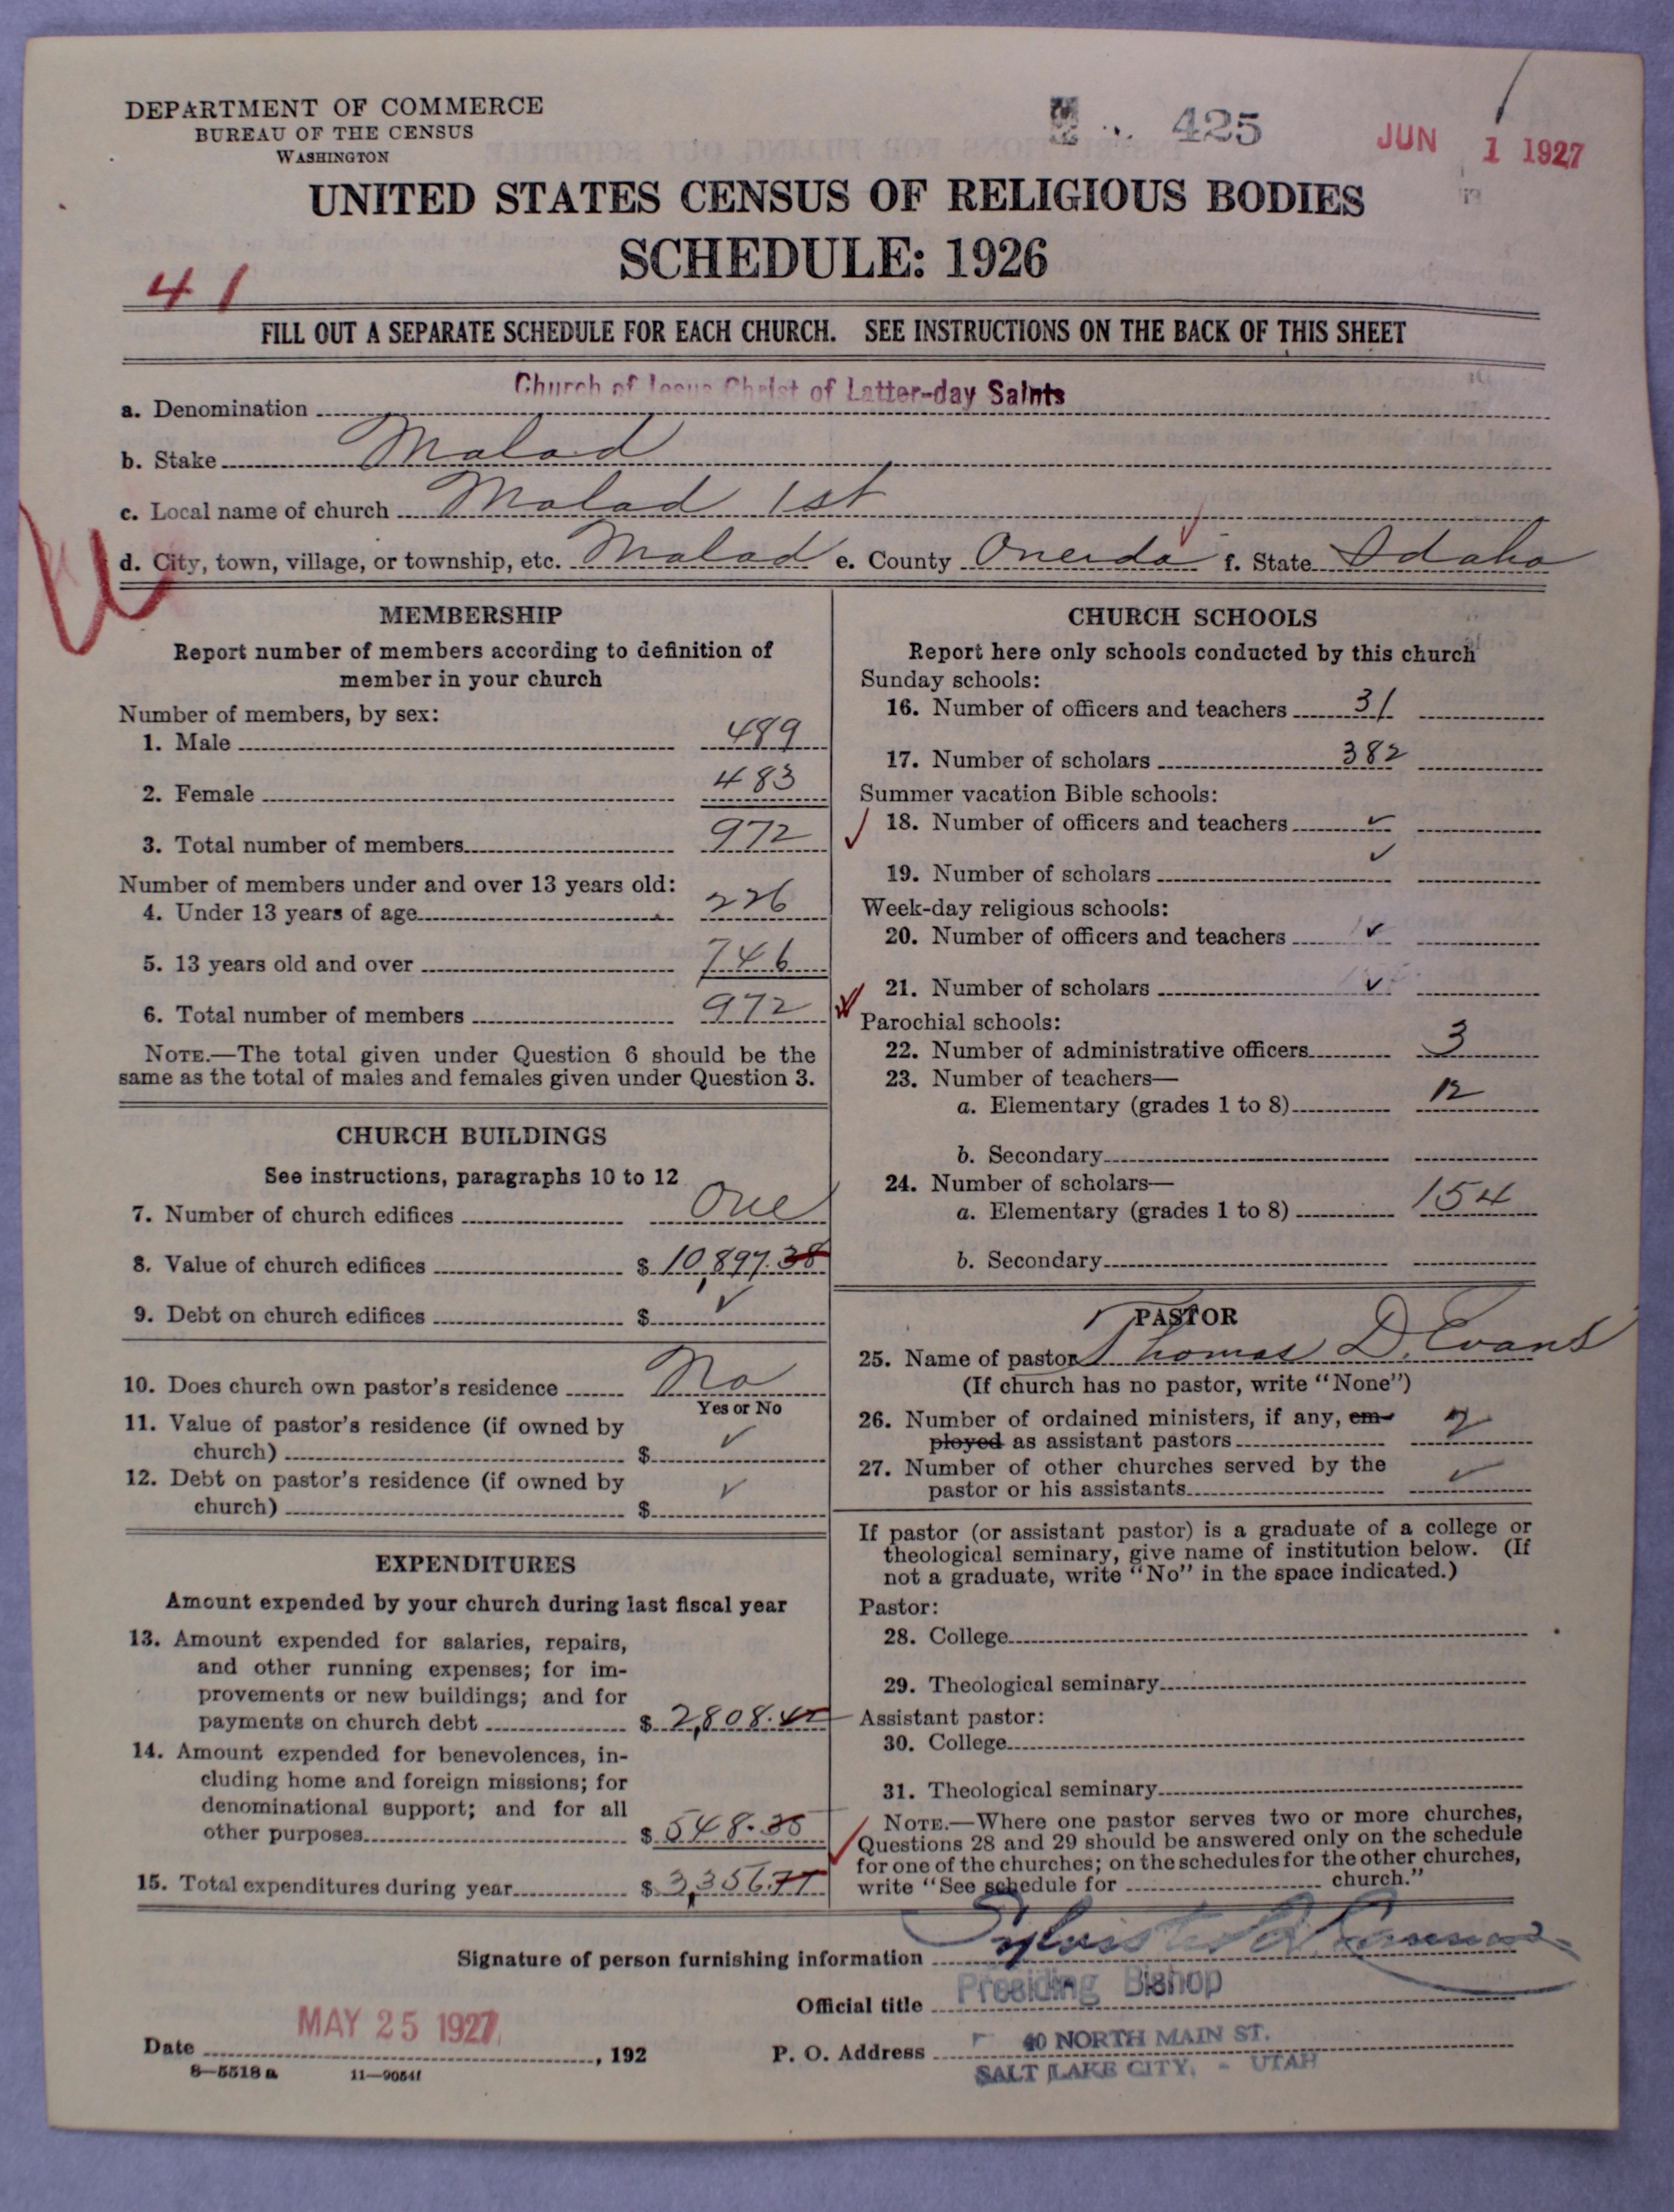 DEPARTMENT OF COMMERCE
BUREAU OF THE CENSUS
WASHINGTON
425
JUN 1 1927
UNITED STATES CENSUS OF RELIGIOUS BODIES
SCHEDULE: 1926
41
FILL OUT A SEPARATE SCHEDULE FOR EACH CHURCH. SEE INSTRUCTIONS ON THE BACK OF THIS SHEET
a. Denomination Church of Jesus Christ of Latter-day Saints
b. Stake Malad
c. Local name of church Malad 1st
d. City, town, village, or township, etc. Malad e. County Oneida f. State Idaho
MEMBERSHIP
Report number of members according to definition of
member in your church
Number of members, by sex:
1. Male 489
2. Female 483
3. Total number of members 972
Number of members under and over 13 years old:
4. Under 13 years of age 226
5. 13 years old and over 746
6. Total number of members 972
NOTE.—The total given under Question 6 should be the
same as the total of males and females given under Question 3.
CHURCH BUILDINGS
See instructions, paragraphs 10 to 12
7. Number of church edifices One
8. Value of church edifices $ 10,897.38
9. Debt on church edifices $ ✓
10. Does church own pastor's residence No
Yes or No
11. Value of pastor's residence (if owned by
church) $ ✓
12. Debt on pastor's residence (if owned by
church) $ ✓
EXPENDITURES
Amount expended by your church during last fiscal year
13. Amount expended for salaries, repairs,
and other running expenses; for im-
provements or new buildings; and for
payments on church debt $ 2,808.42
14. Amount expended for benevolences, in-
cluding home and foreign missions; for
denominational support; and for all
other purposes $ 548.35
15. Total expenditures during year $ 3,356.77
CHURCH SCHOOLS
Report here only schools conducted by this church
Sunday schools:
16. Number of officers and teachers 31
17. Number of scholars 382
Summer vacation Bible schools:
18. Number of officers and teachers ✓
19. Number of scholars ✓
Week-day religious schools:
20. Number of officers and teachers ✓
21. Number of scholars ✓
Parochial schools:
22. Number of administrative officers 3
23. Number of teachers—
a. Elementary (grades 1 to 8) 12
b. Secondary
24. Number of scholars—
a. Elementary (grades 1 to 8) 154
b. Secondary
PASTOR
25. Name of pastor Thomas D. Evans
(If church has no pastor, write "None")
26. Number of ordained ministers, if any, em-
ployed as assistant pastors 2
27. Number of other churches served by the
pastor or his assistants ✓
If pastor (or assistant pastor) is a graduate of a college or
theological seminary, give name of institution below. (If
not a graduate, write "No" in the space indicated.)
Pastor:
28. College
29. Theological seminary
Assistant pastor:
30. College
31. Theological seminary
NOTE.—Where one pastor serves two or more churches,
Questions 28 and 29 should be answered only on the schedule
for one of the churches; on the schedules for the other churches,
write "See schedule for church."
Signature of person furnishing information Sylvester Q. Cannon
Official title Presiding Bishop
Date MAY 25 1927, 192
P. O. Address 40 NORTH MAIN ST.
SALT LAKE CITY, - UTAH
8—5518 a 11—9054f